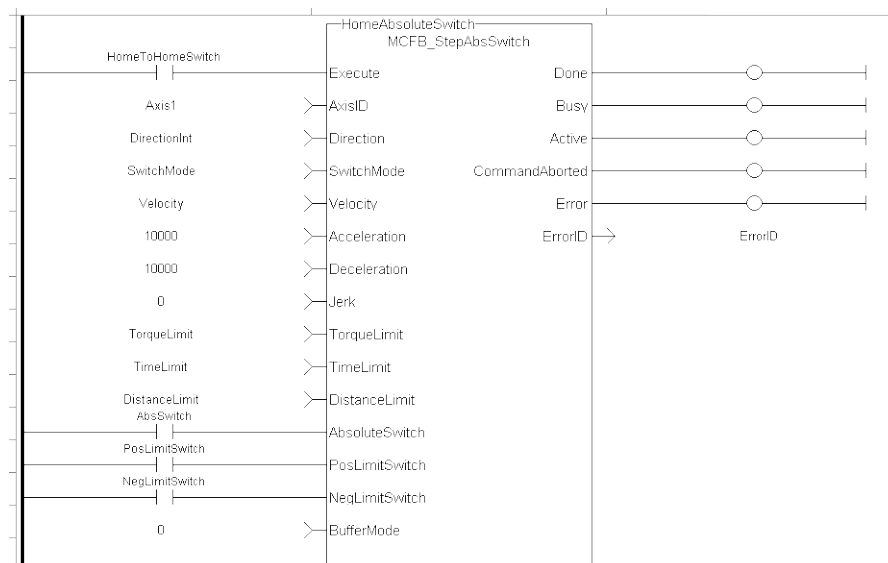 HomeAbsoluteSwitch
MCFB_StepAbsSwitch
HomeToHomeSwitch
Execute Done
Axis1 AxisID Busy
DirectionInt Direction Active
SwitchMode SwitchMode CommandAborted
Velocity Velocity Error
10000 Acceleration ErrorID ErrorID
10000 Deceleration
0 Jerk
TorqueLimit TorqueLimit
TimeLimit TimeLimit
DistanceLimit DistanceLimit
AbsSwitch
AbsoluteSwitch
PosLimitSwitch
PosLimitSwitch
NegLimitSwitch
NegLimitSwitch
0 BufferMode